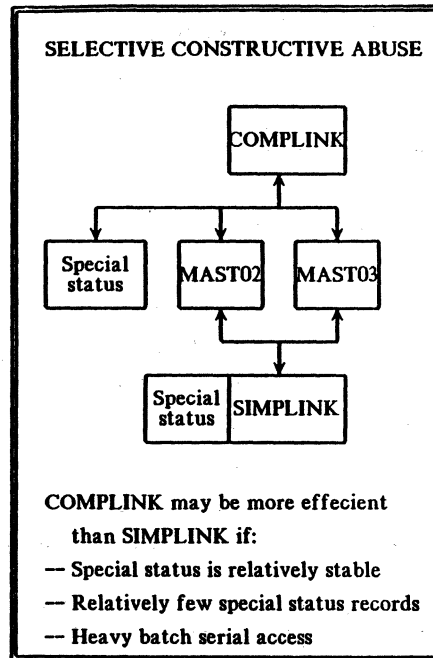 SELECTIVE CONSTRUCTIVE ABUSE
COMPLINK
Special
status
MAST02
MAST03
Special
status
SIMPLINK
COMPLINK may be more effecient
than SIMPLINK if:
— Special status is relatively stable
— Relatively few special status records
— Heavy batch serial access